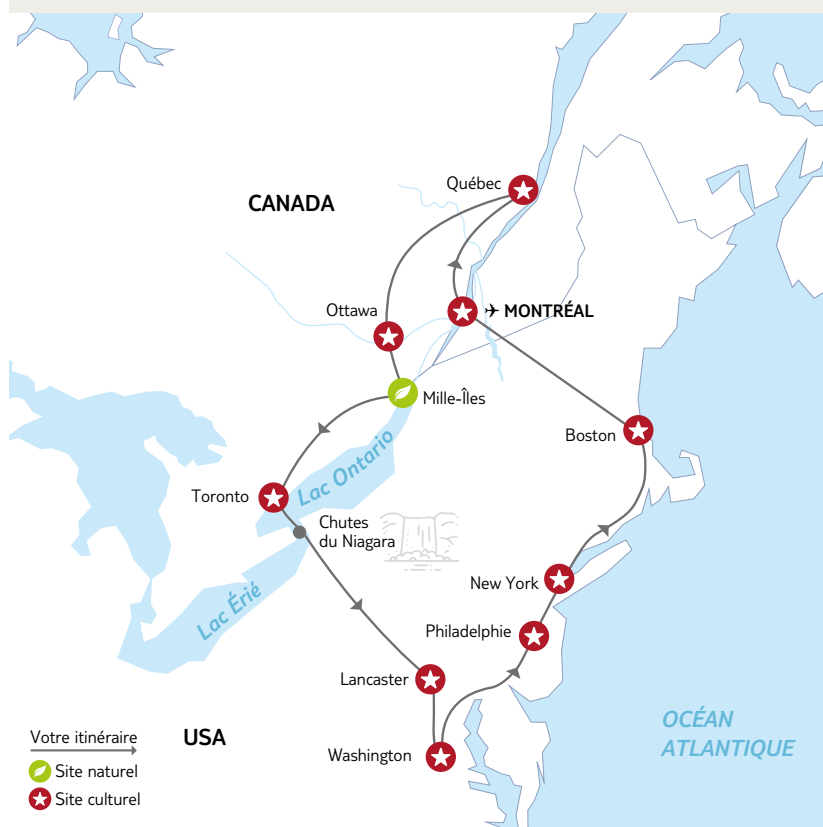 Québec
CANADA
Ottawa
MONTRÉAL
Mille-Îles
Boston
Lac Ontario
Toronto
Chutes
du Niagara
New York
Lac Érié
Philadelphie
Lancaster
OCÉAN
ATLANTIQUE
Votre itinéraire
USA
Washington
Site naturel
Site culturel